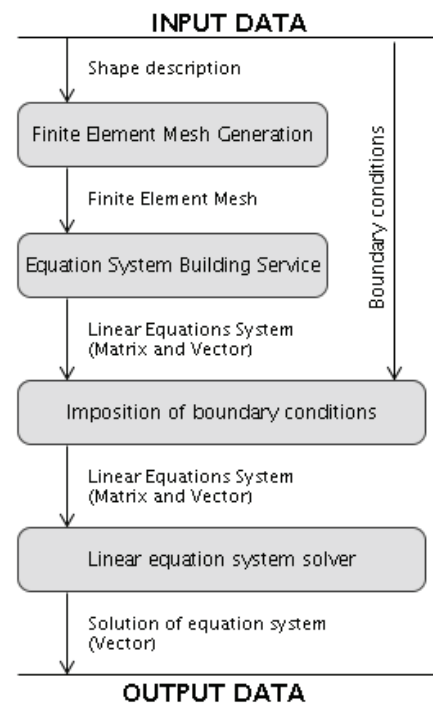 INPUT DATA
Shape description
Finite Element Mesh Generation
Finite Element Mesh
Equation System Building Service
Boundary conditions
Linear Equations System
(Matrix and Vector)
Imposition of boundary conditions
Linear Equations System
(Matrix and Vector)
Linear equation system solver
Solution of equation system
(Vector)
OUTPUT DATA